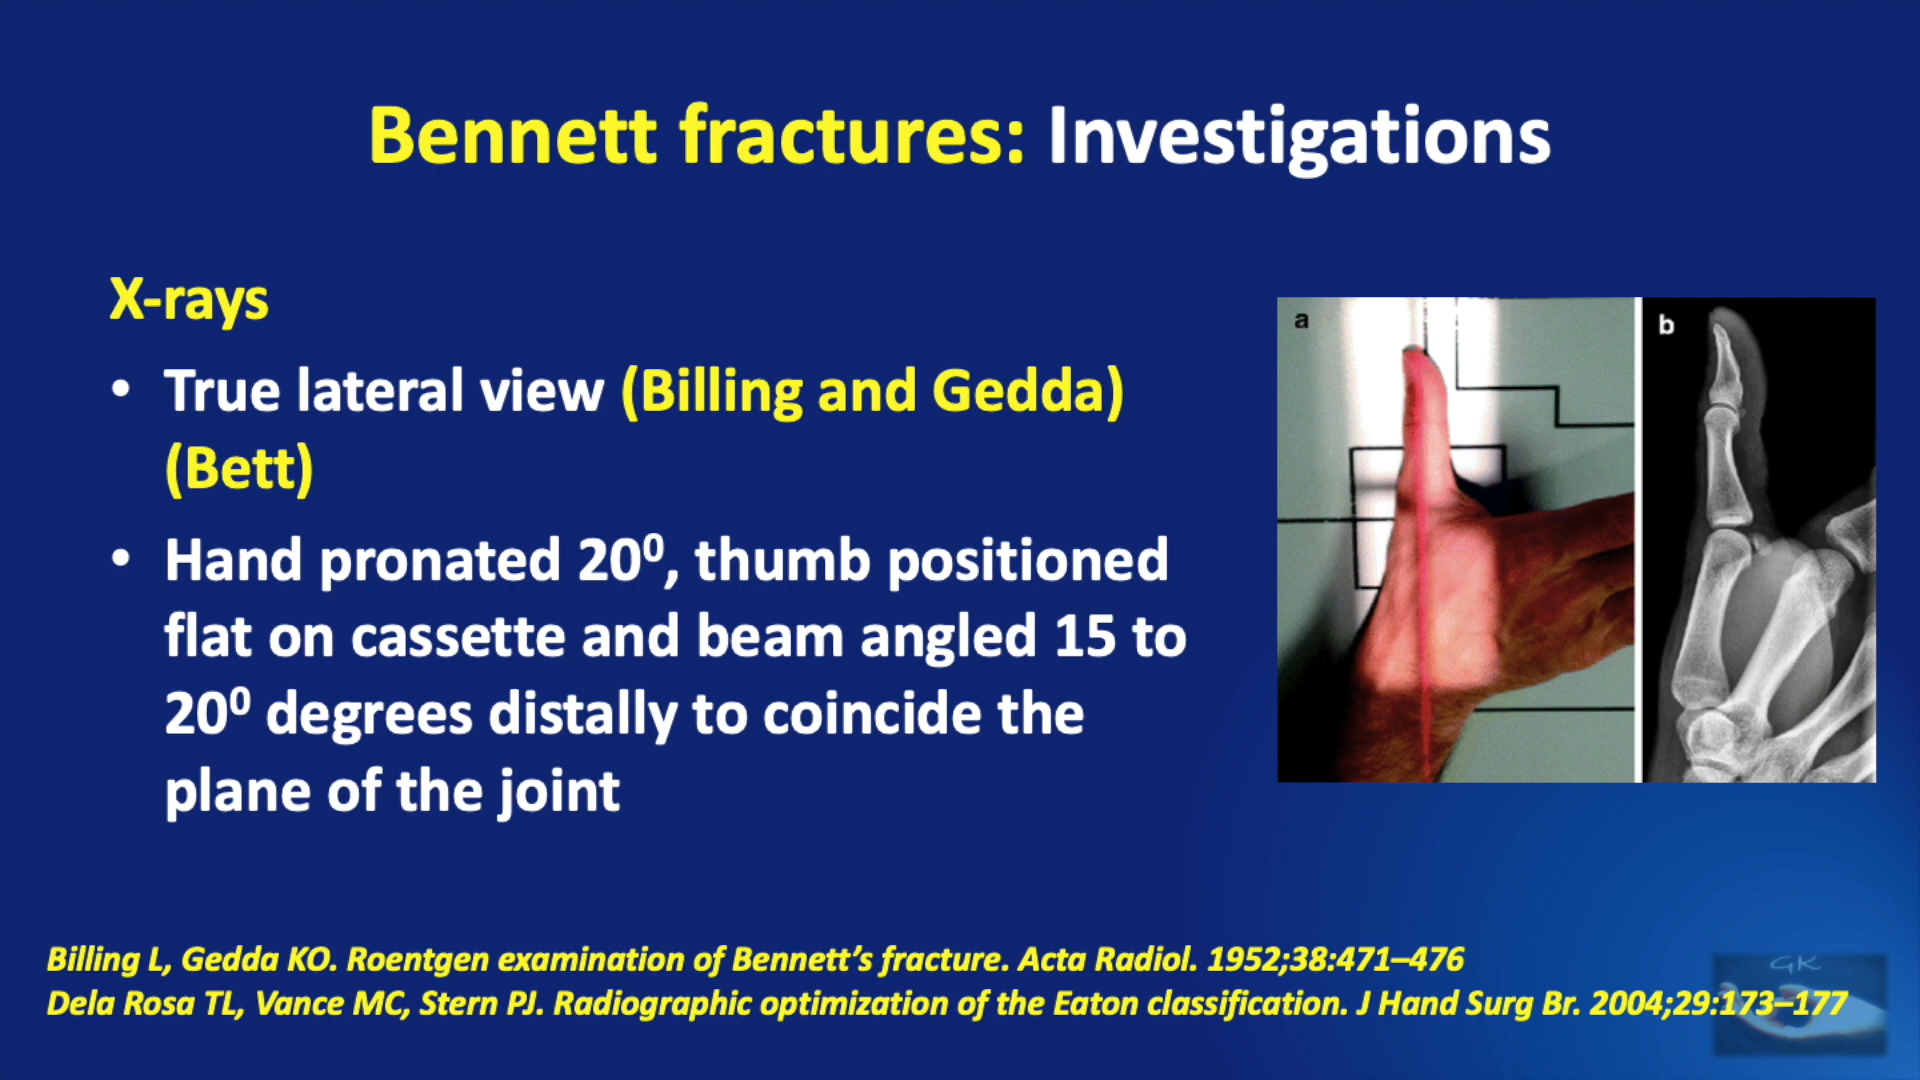 Bennett fractures: Investigations
X-rays
• True lateral view (Billing and Gedda)
(Bett)
• Hand pronated 20⁰, thumb positioned
flat on cassette and beam angled 15 to
20⁰ degrees distally to coincide the
plane of the joint
a
b
Billing L, Gedda KO. Roentgen examination of Bennett’s fracture. Acta Radiol. 1952;38:471–476
Dela Rosa TL, Vance MC, Stern PJ. Radiographic optimization of the Eaton classification. J Hand Surg Br. 2004;29:173–177
GK